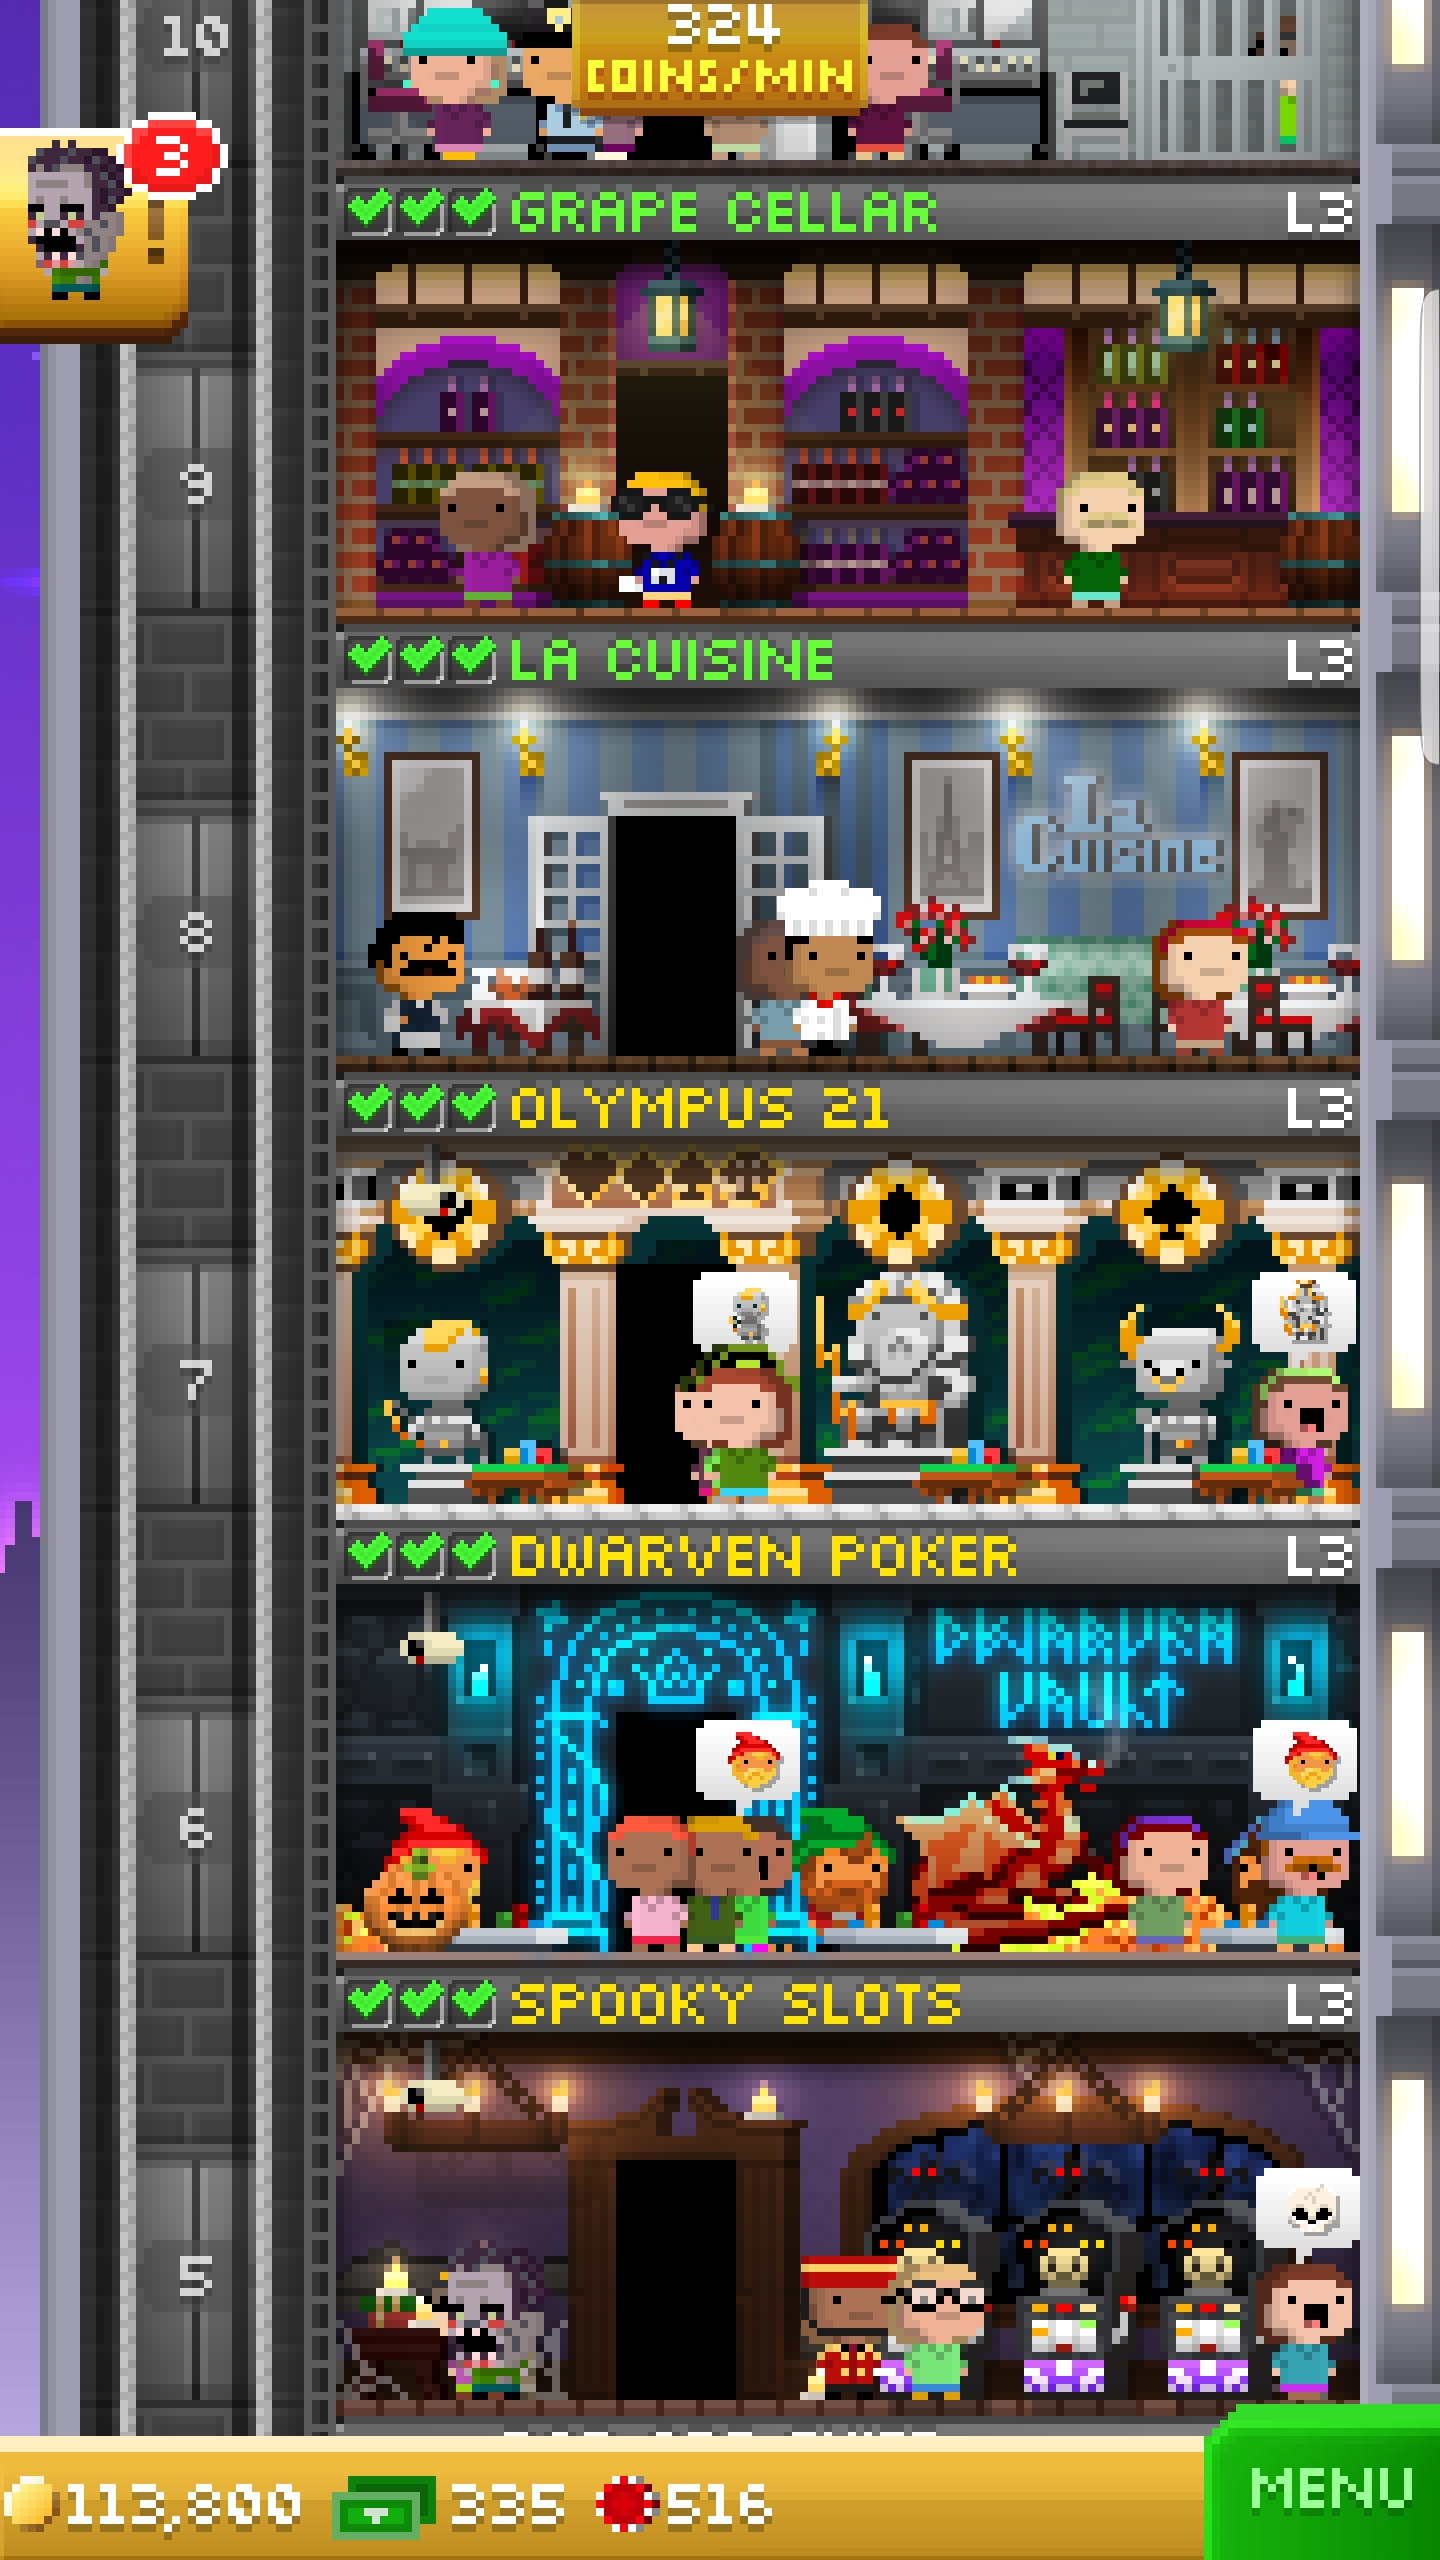 10
324
COINS/MIN
3
!
GRAPE CELLAR L3
9
LA CUISINE L3
La
Cuisine
8
OLYMPUS 21 L3
7
DWARVEN POKER L3
DWARVEN
VAULT
6
SPOOKY SLOTS L3
5
113,800 335 516
MENU